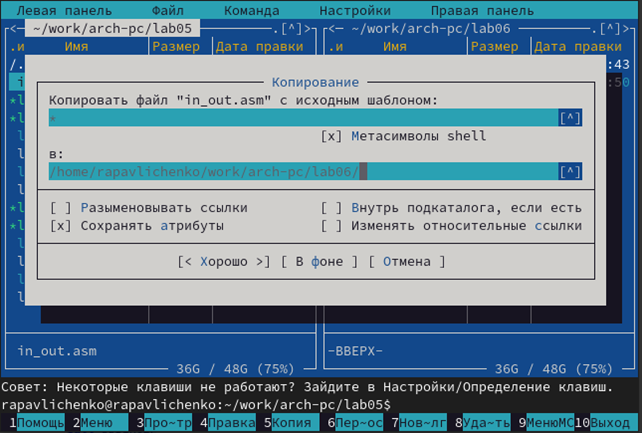 Левая панель Файл Команда Настройки Правая панель
<─ ~/work/arch-pc/lab05 .[^]> <─ ~/work/arch-pc/lab06 .[^]>
.и Имя Размер Дата правки .и Имя Размер Дата правки
/. :43
i :50
Копирование
Копировать файл "in_out.asm" с исходным шаблоном:
* [^]
[x] Метасимволы shell
в:
/home/rapavlichenko/work/arch-pc/lab06/ [^]
[ ] Разыменовывать ссылки [ ] Внутрь подкаталога, если есть
[x] Сохранять атрибуты [ ] Изменять относительные ссылки
[< Хорошо >] [ В фоне ] [ Отмена ]
in_out.asm -ВВЕРХ-
36G / 48G (75%) 36G / 48G (75%)
Совет: Некоторые клавиши не работают? Зайдите в Настройки/Определение клавиш.
rapavlichenko@rapavlichenko:~/work/arch-pc/lab05$
1Помощь 2Меню 3Про~тр 4Правка 5Копия 6Пер~ос 7Нов~лг 8Уда~ть 9МенюMC 10Выход